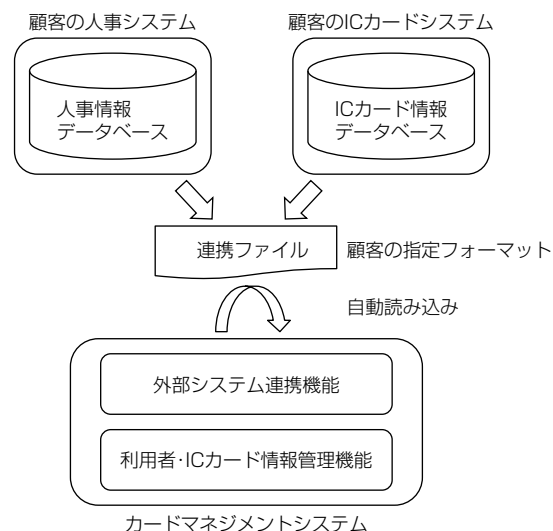 顧客の人事システム
顧客のICカードシステム
人事情報
データベース
ICカード情報
データベース
連携ファイル
顧客の指定フォーマット
自動読み込み
外部システム連携機能
利用者･ICカード情報管理機能
カードマネジメントシステム